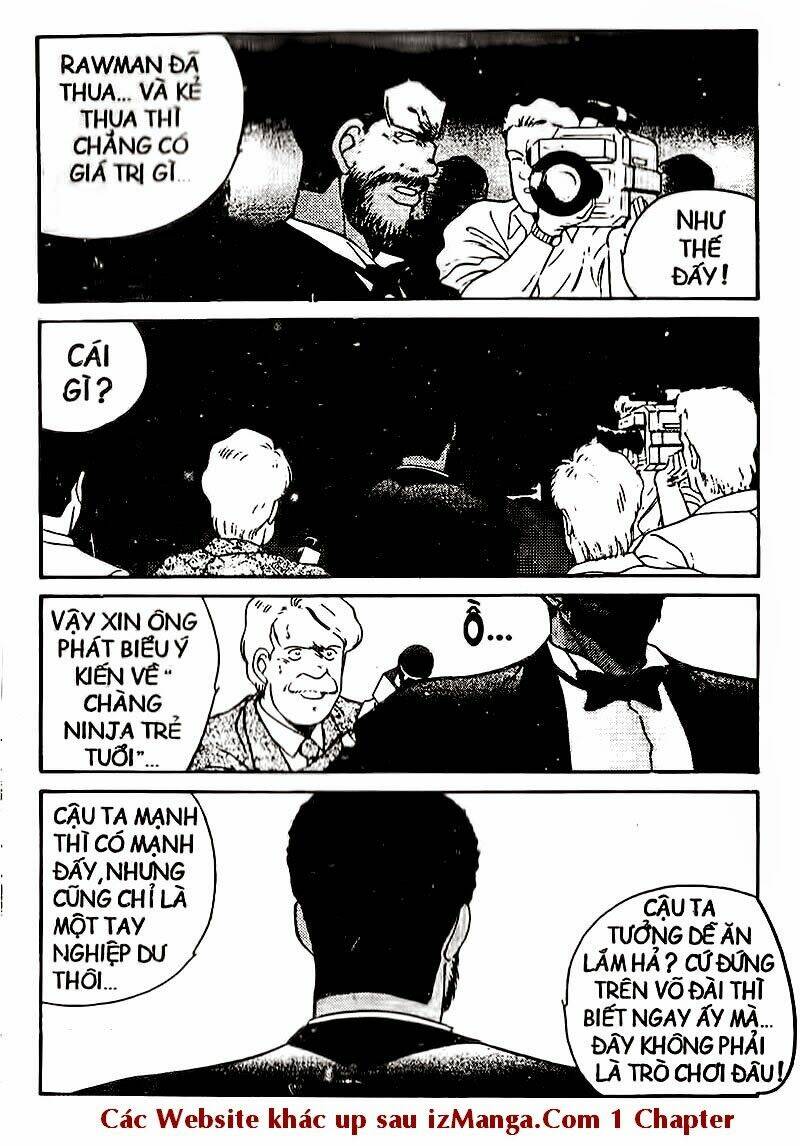 RAWMAN ĐÃ
THUA... VÀ KẺ
THUA THÌ
CHẲNG CÓ
GIÁ TRỊ GÌ...
NHƯ
THẾ
ĐẤY!
CÁI
GÌ?
VẬY XIN ÔNG
PHÁT BIỂU Ý
KIẾN VỀ "
CHÀNG
NINJA TRẺ
TUỔI"...
Ồ...
CẬU TA MẠNH
THÌ CÓ MẠNH
ĐẤY, NHƯNG
CŨNG CHỈ LÀ
MỘT TAY
NGHIỆP DƯ
THÔI...
CẬU TA
TƯỞNG DỄ ĂN
LẮM HẢ? CỨ ĐỨNG
TRÊN VÕ ĐÀI THÌ
BIẾT NGAY ẤY MÀ...
ĐÂY KHÔNG PHẢI
LÀ TRÒ CHƠI ĐÂU!
Các Website khác up sau izManga.Com 1 Chapter